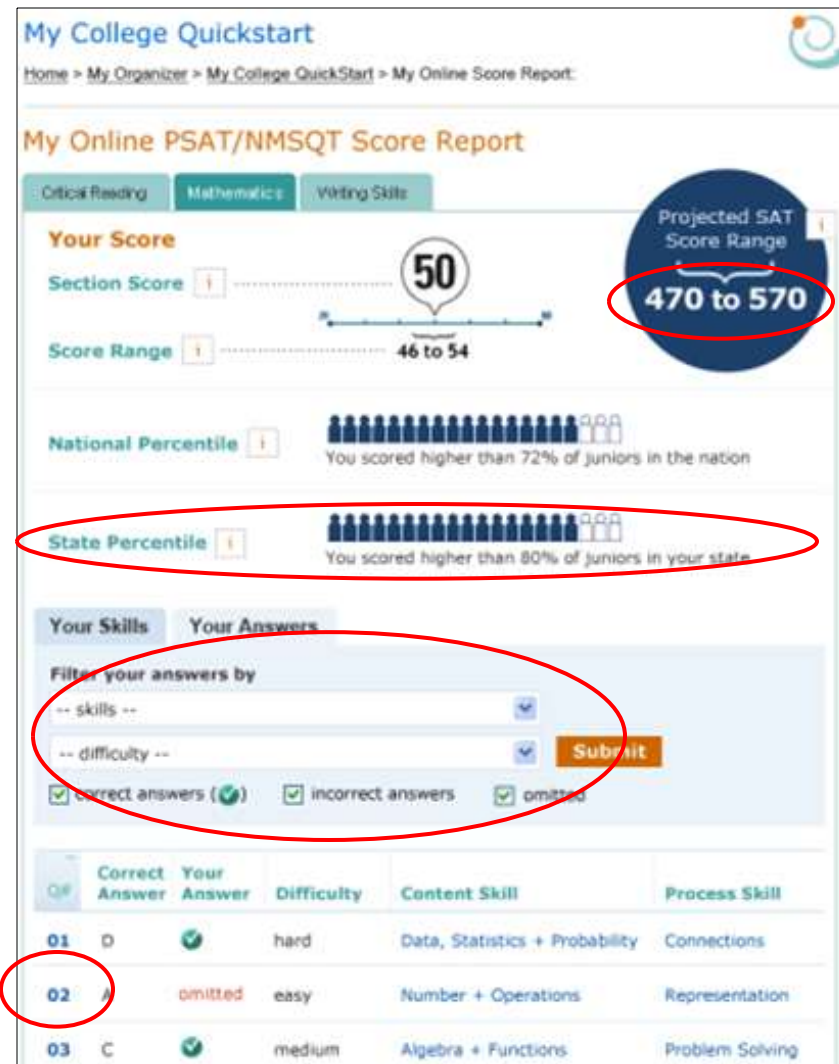 My College Quickstart
Home > My Organizer > My College QuickStart > My Online Score Report:
My Online PSAT/NMSQT Score Report
Critical Reading
Mathematics
Writing Skills
Projected SAT
Score Range
470 to 570
Your Score
Section Score i
50
20
80
Score Range i
46 to 54
National Percentile i
You scored higher than 72% of juniors in the nation
State Percentile i
You scored higher than 80% of juniors in your state
Your Skills Your Answers
Filter your answers by
-- skills --
-- difficulty --
Submit
correct answers ( ) incorrect answers omitted
Q# Correct Answer Your Answer Difficulty Content Skill Process Skill
01 D hard Data, Statistics + Probability Connections
02 A omitted easy Number + Operations Representation
03 C medium Algebra + Functions Problem Solving